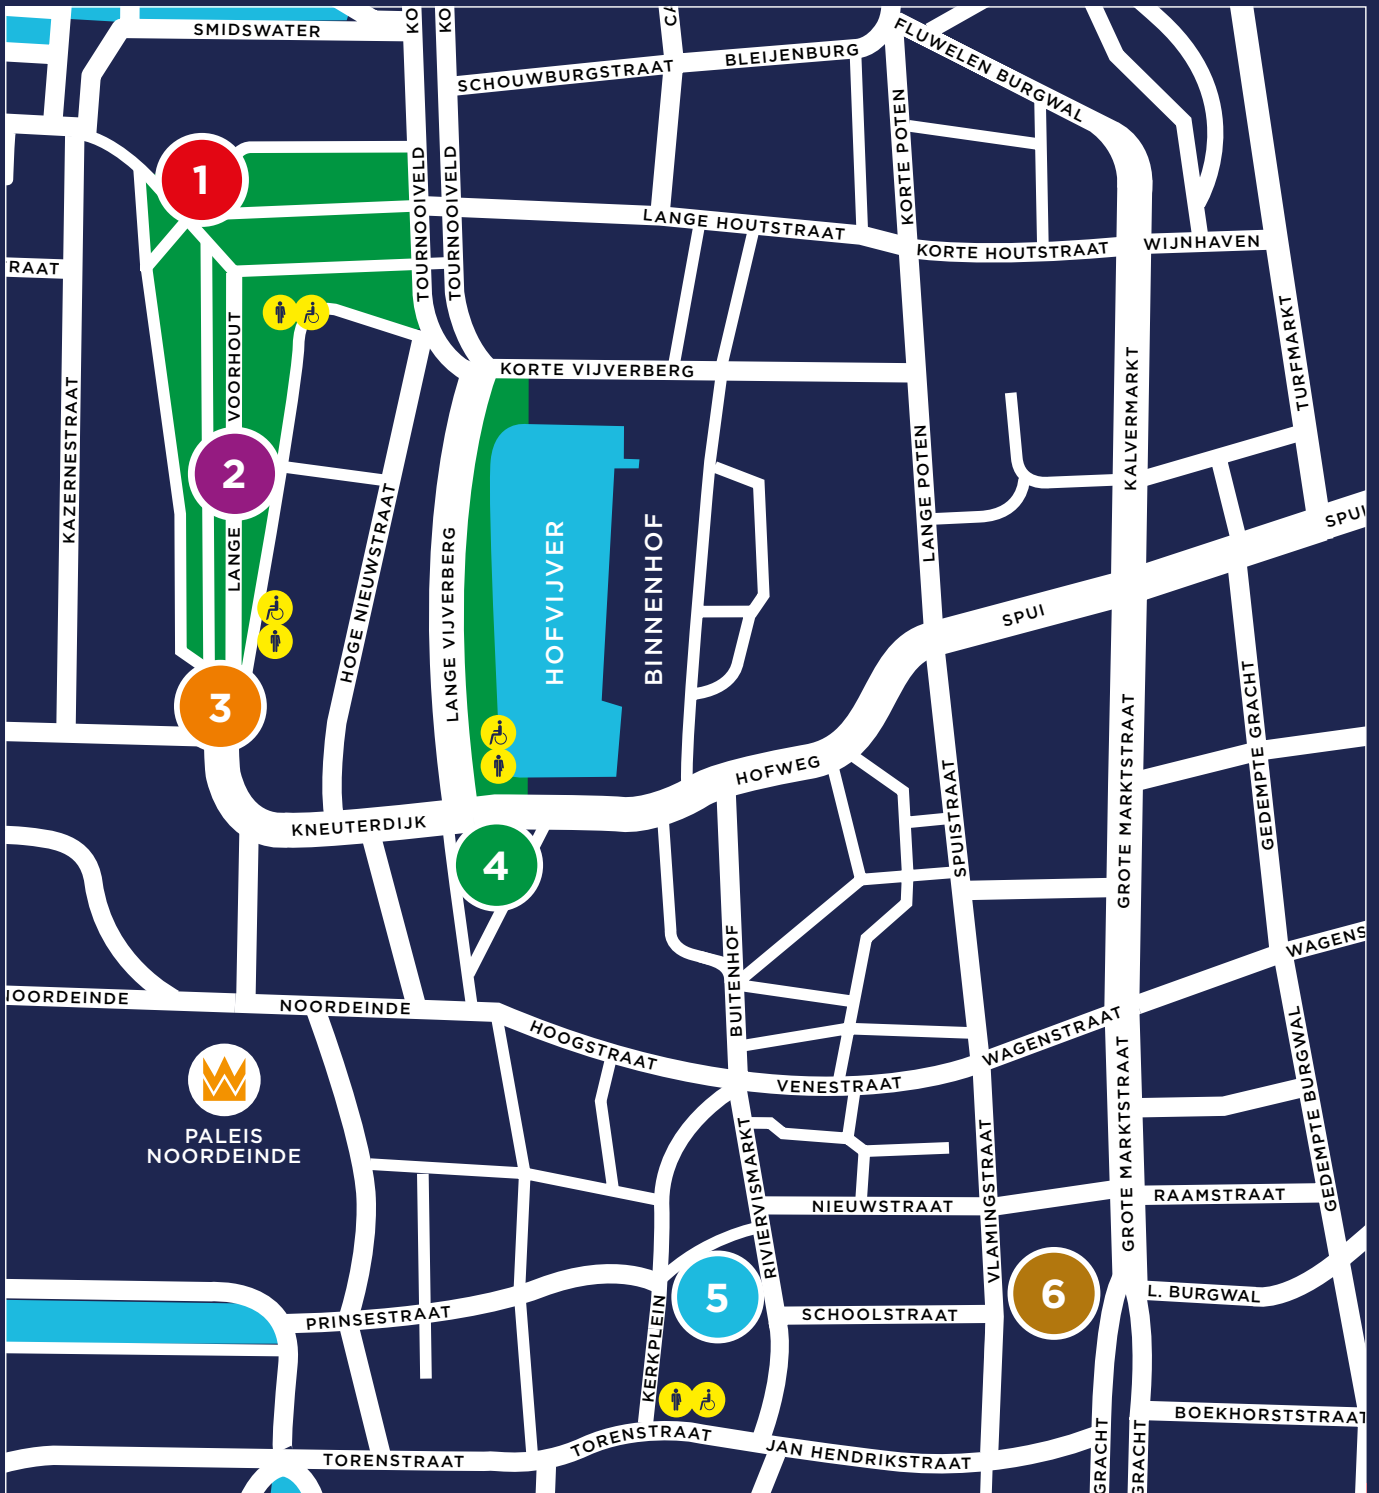 SMIDSWATER
KO
KO
CA
SCHOUWBURGSTRAAT
BLEIJENBURG
FLUWELEN BURGWAL
1
TOURNOOIVELD
TOURNOOIVELD
KORTE POTEN
LANGE HOUTSTRAAT
KORTE HOUTSTRAAT
WIJNHAVEN
RAAT
VOORHOUT
KORTE VIJVERBERG
TURFMARKT
KALVERMARKT
KAZERNESTRAAT
2
LANGE
HOGE NIEUWSTRAAT
LANGE VIJVERBERG
HOFVIJVER
BINNENHOF
LANGE POTEN
SPUI
SPUI
3
HOFWEG
KNEUTERDIJK
4
SPUISTRAAT
GROTE MARKTSTRAAT
GEDEMPTE GRACHT
WAGENS
NOORDEINDE
NOORDEINDE
BUITENHOF
HOOGSTRAAT
VENESTRAAT
WAGENSTRAAT
GROTE MARKTSTRAAT
GEDEMPTE BURGWAL
PALEIS
NOORDEINDE
RIVIERVISMARKT
VLAMINGSTRAAT
NIEUWSTRAAT
RAAMSTRAAT
5
6
L. BURGWAL
PRINSESTRAAT
SCHOOLSTRAAT
KERKPLEIN
BOEKHORSTSTRAAT
TORENSTRAAT
TORENSTRAAT
JAN HENDRIKSTRAAT
GRACHT
GRACHT